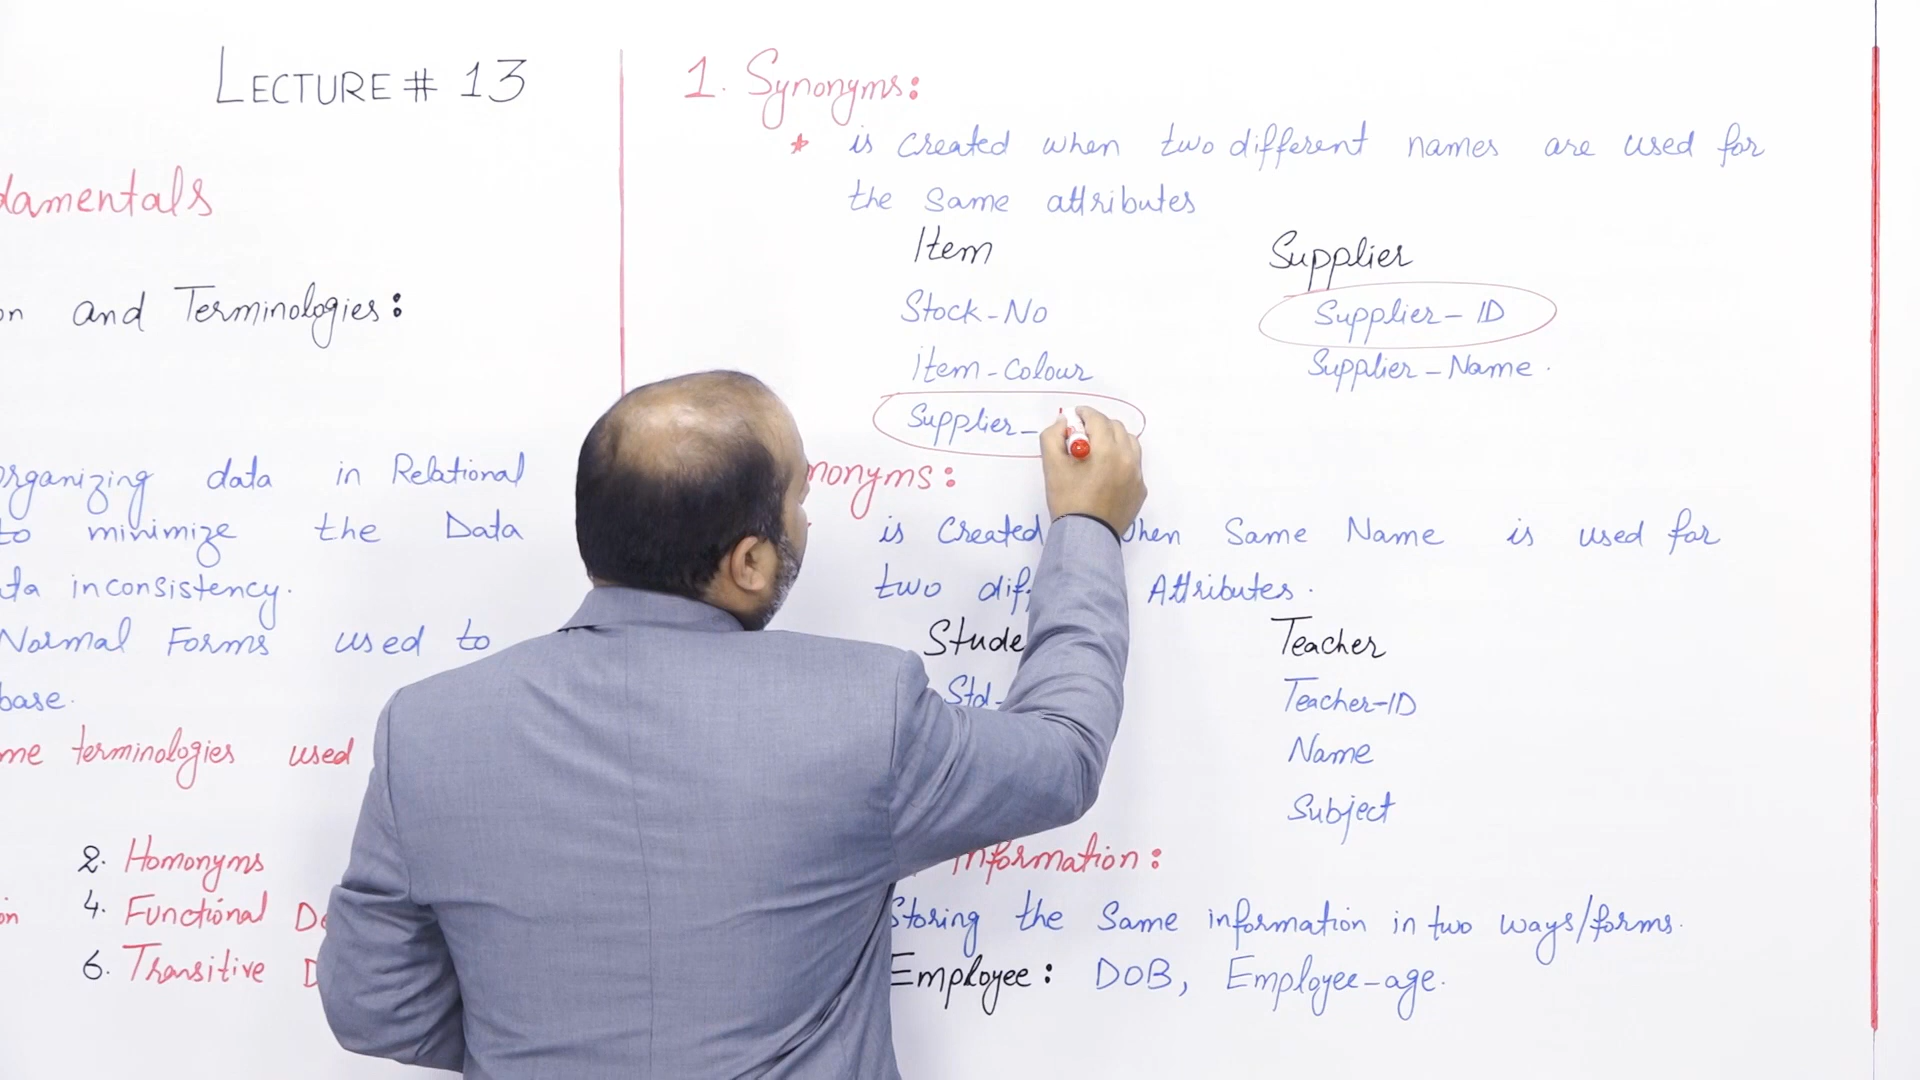 LECTURE # 13
damentals
on and Terminologies:
organizing data in Relational
to minimize the Data
ta inconsistency.
Normal Forms used to
base.
me terminologies used
2. Homonyms
on 4. Functional De
6. Transitive D
1. Synonyms:
* is created when two different names are used for
the Same attributes
Item Supplier
Stock-No Supplier-ID
item-Colour Supplier-Name.
Supplier-
nonyms:
is Created when Same Name is used for
two dif Attributes.
Stude Teacher
Std- Teacher-ID
Name
Subject
Information:
Storing the Same information in two ways/forms.
Employee: DOB, Employee-age.